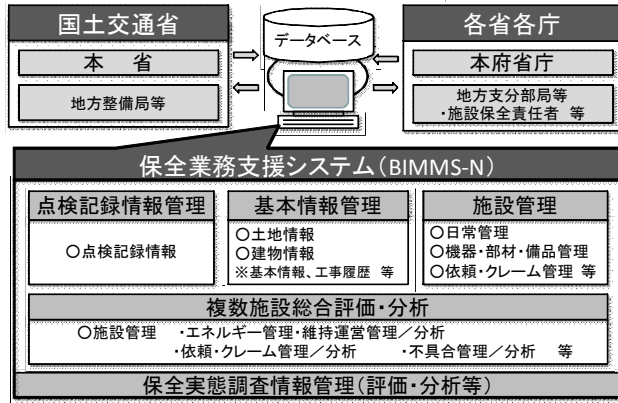 国土交通省
本 省
地方整備局等
データベース
各省各庁
本府省庁
地方支分部局等
・施設保全責任者 等
保全業務支援システム（BIMMS-N）
点検記録情報管理
○点検記録情報
基本情報管理
○土地情報
○建物情報
※基本情報、工事履歴 等
施設管理
○日常管理
○機器・部材・備品管理
○依頼・クレーム管理 等
複数施設総合評価・分析
○施設管理 ・エネルギー管理・維持運営管理／分析
・依頼・クレーム管理／分析 ・不具合管理／分析 等
保全実態調査情報管理（評価・分析等）